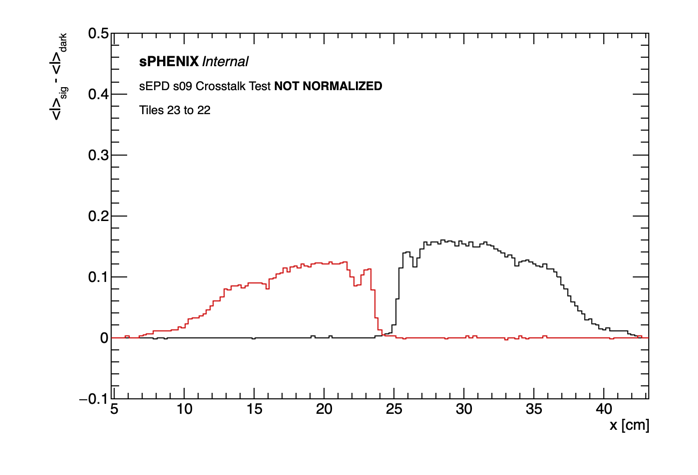 0.5
sPHENIX Internal
sEPD s09 Crosstalk Test NOT NORMALIZED
Tiles 23 to 22
<I>sig - <I>dark
0.4
0.3
0.2
0.1
0
−0.1
5 10 15 20 25 30 35 40
x [cm]